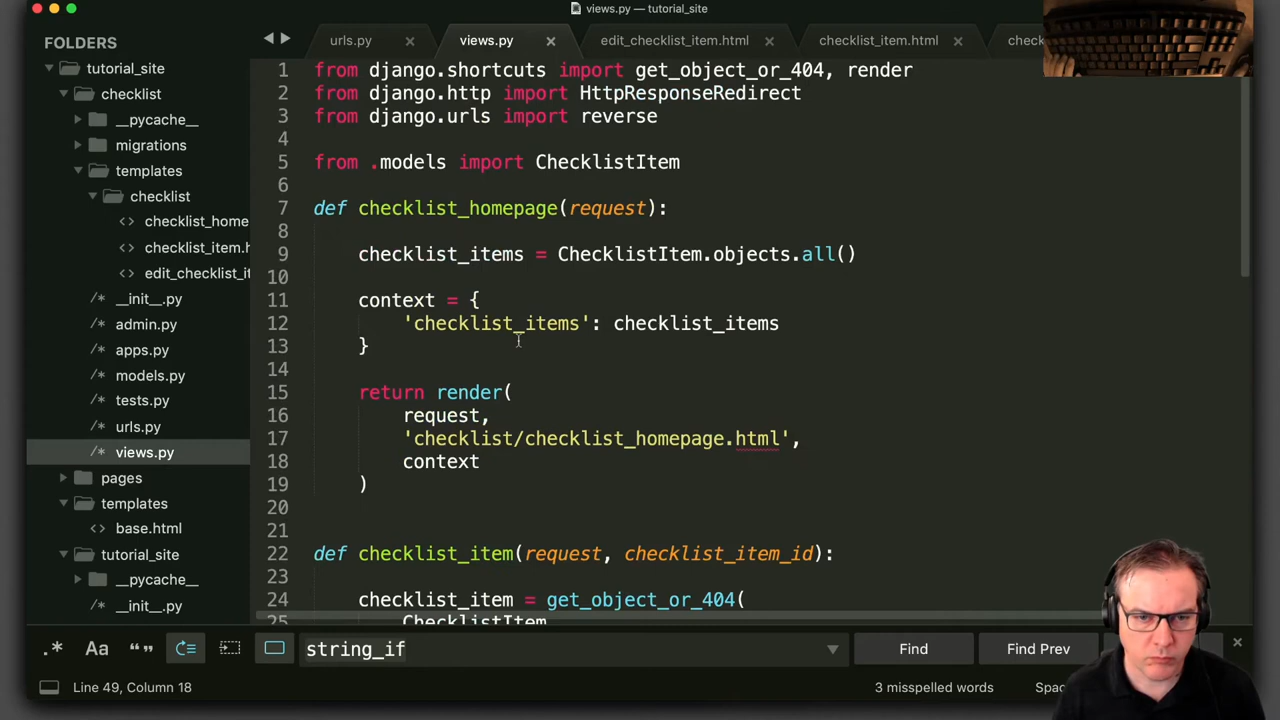 views.py — tutorial_site
FOLDERS
tutorial_site
checklist
__pycache__
migrations
templates
checklist
checklist_home
checklist_item.h
edit_checklist_it
__init__.py
admin.py
apps.py
models.py
tests.py
urls.py
views.py
pages
templates
base.html
tutorial_site
__pycache__
__init__.py
urls.py
views.py
edit_checklist_item.html
checklist_item.html
chec
1 from django.shortcuts import get_object_or_404, render
2 from django.http import HttpResponseRedirect
3 from django.urls import reverse
4
5 from .models import ChecklistItem
6
7 def checklist_homepage(request):
8
9 checklist_items = ChecklistItem.objects.all()
10
11 context = {
12 'checklist_items': checklist_items
13 }
14
15 return render(
16 request,
17 'checklist/checklist_homepage.html',
18 context
19 )
20
21
22 def checklist_item(request, checklist_item_id):
23
24 checklist_item = get_object_or_404(
25 ChecklistItem
.* Aa “” string_if Find Find Prev
Line 49, Column 18 3 misspelled words Spac